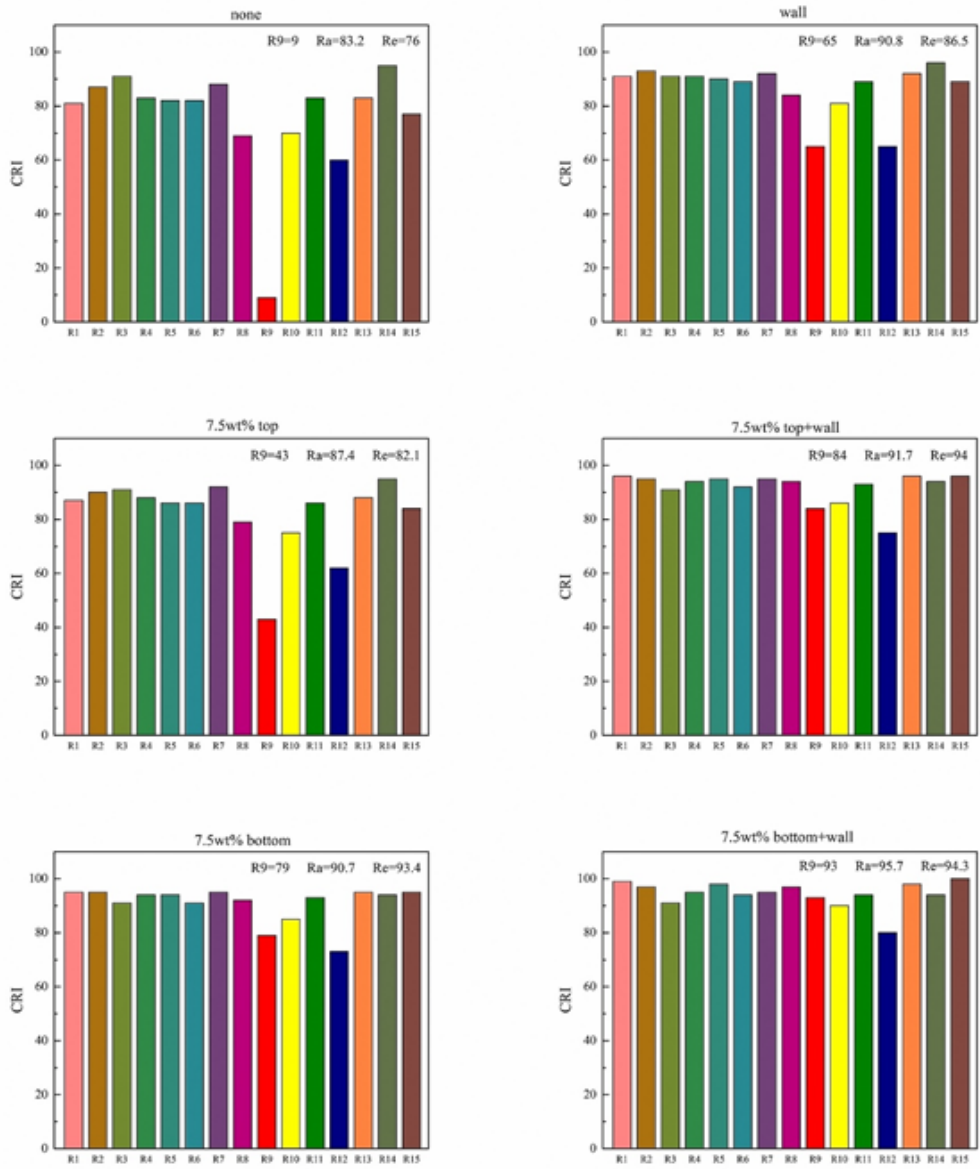 none
R9=9 Ra=83.2 Re=76
100
80
60
40
20
0
CRI
R1 R2 R3 R4 R5 R6 R7 R8 R9 R10 R11 R12 R13 R14 R15
wall
R9=65 Ra=90.8 Re=86.5
100
80
60
40
20
0
CRI
R1 R2 R3 R4 R5 R6 R7 R8 R9 R10 R11 R12 R13 R14 R15
7.5wt% top
R9=43 Ra=87.4 Re=82.1
100
80
60
40
20
0
CRI
R1 R2 R3 R4 R5 R6 R7 R8 R9 R10 R11 R12 R13 R14 R15
7.5wt% top+wall
R9=84 Ra=91.7 Re=94
100
80
60
40
20
0
CRI
R1 R2 R3 R4 R5 R6 R7 R8 R9 R10 R11 R12 R13 R14 R15
7.5wt% bottom
R9=79 Ra=90.7 Re=93.4
100
80
60
40
20
0
CRI
R1 R2 R3 R4 R5 R6 R7 R8 R9 R10 R11 R12 R13 R14 R15
7.5wt% bottom+wall
R9=93 Ra=95.7 Re=94.3
100
80
60
40
20
0
CRI
R1 R2 R3 R4 R5 R6 R7 R8 R9 R10 R11 R12 R13 R14 R15